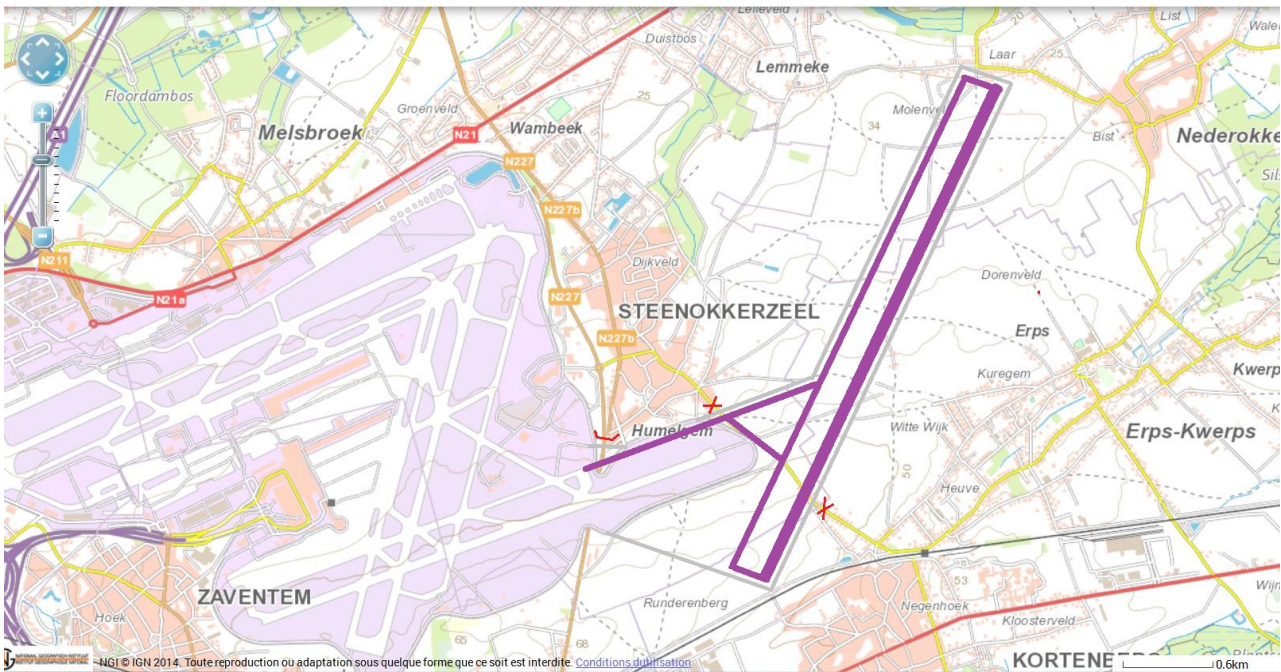 Lelleveld
Duistbos
Laar
25
20
List
Lemmeke
Floordambos
Groenveld
25
Molenve
Melsbroek
N21
Wambeek
34
Bist
Nederokke
A1
N227
N227b
N211
Dijkveld
Dorenveld
N21a
N227
STEENOKKERZEEL
Erps
N227b
Kuregem
Kwerp
Humelgem
Witte Wijk
Erps-Kwerps
50
Heuve
ZAVENTEM
Runderenberg
53
Negenhoek
Hoek
Kloosterveld
65
68
NGI © IGN 2014. Toute reproduction ou adaptation sous quelque forme que ce soit est interdite. Conditions d'utilisation
KORTENBERG
0.6km